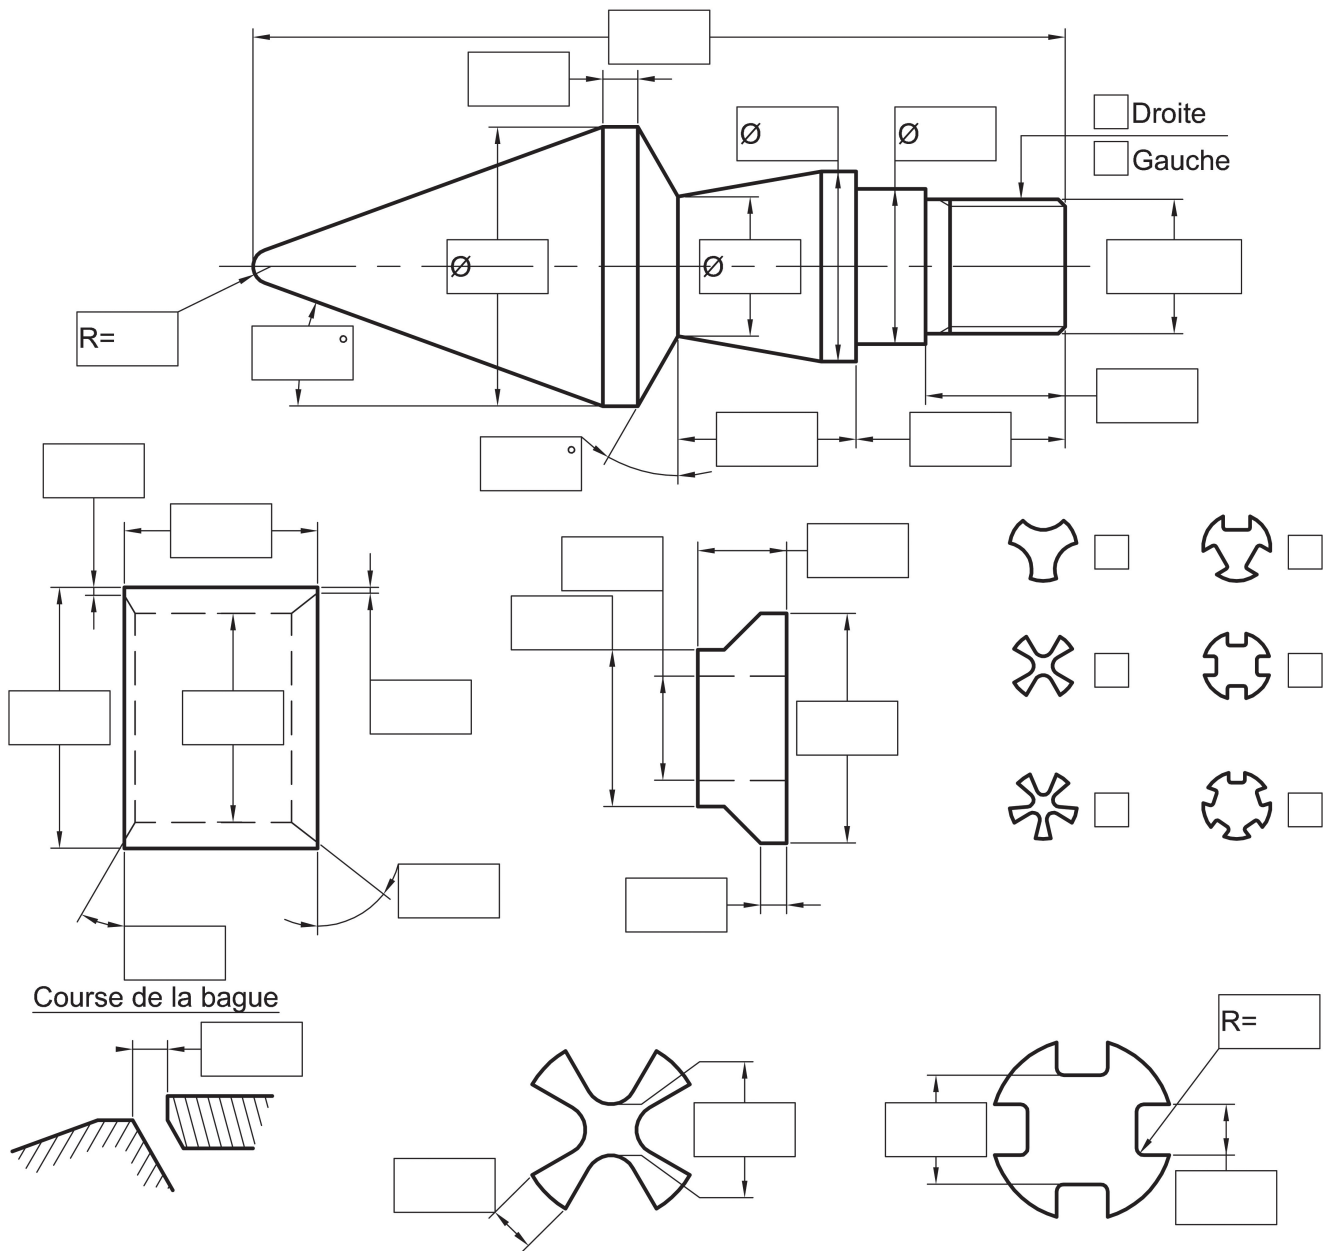 Ø
Ø
Droite
Gauche
Ø
Ø
R=
°
°
Course de la bague
R=